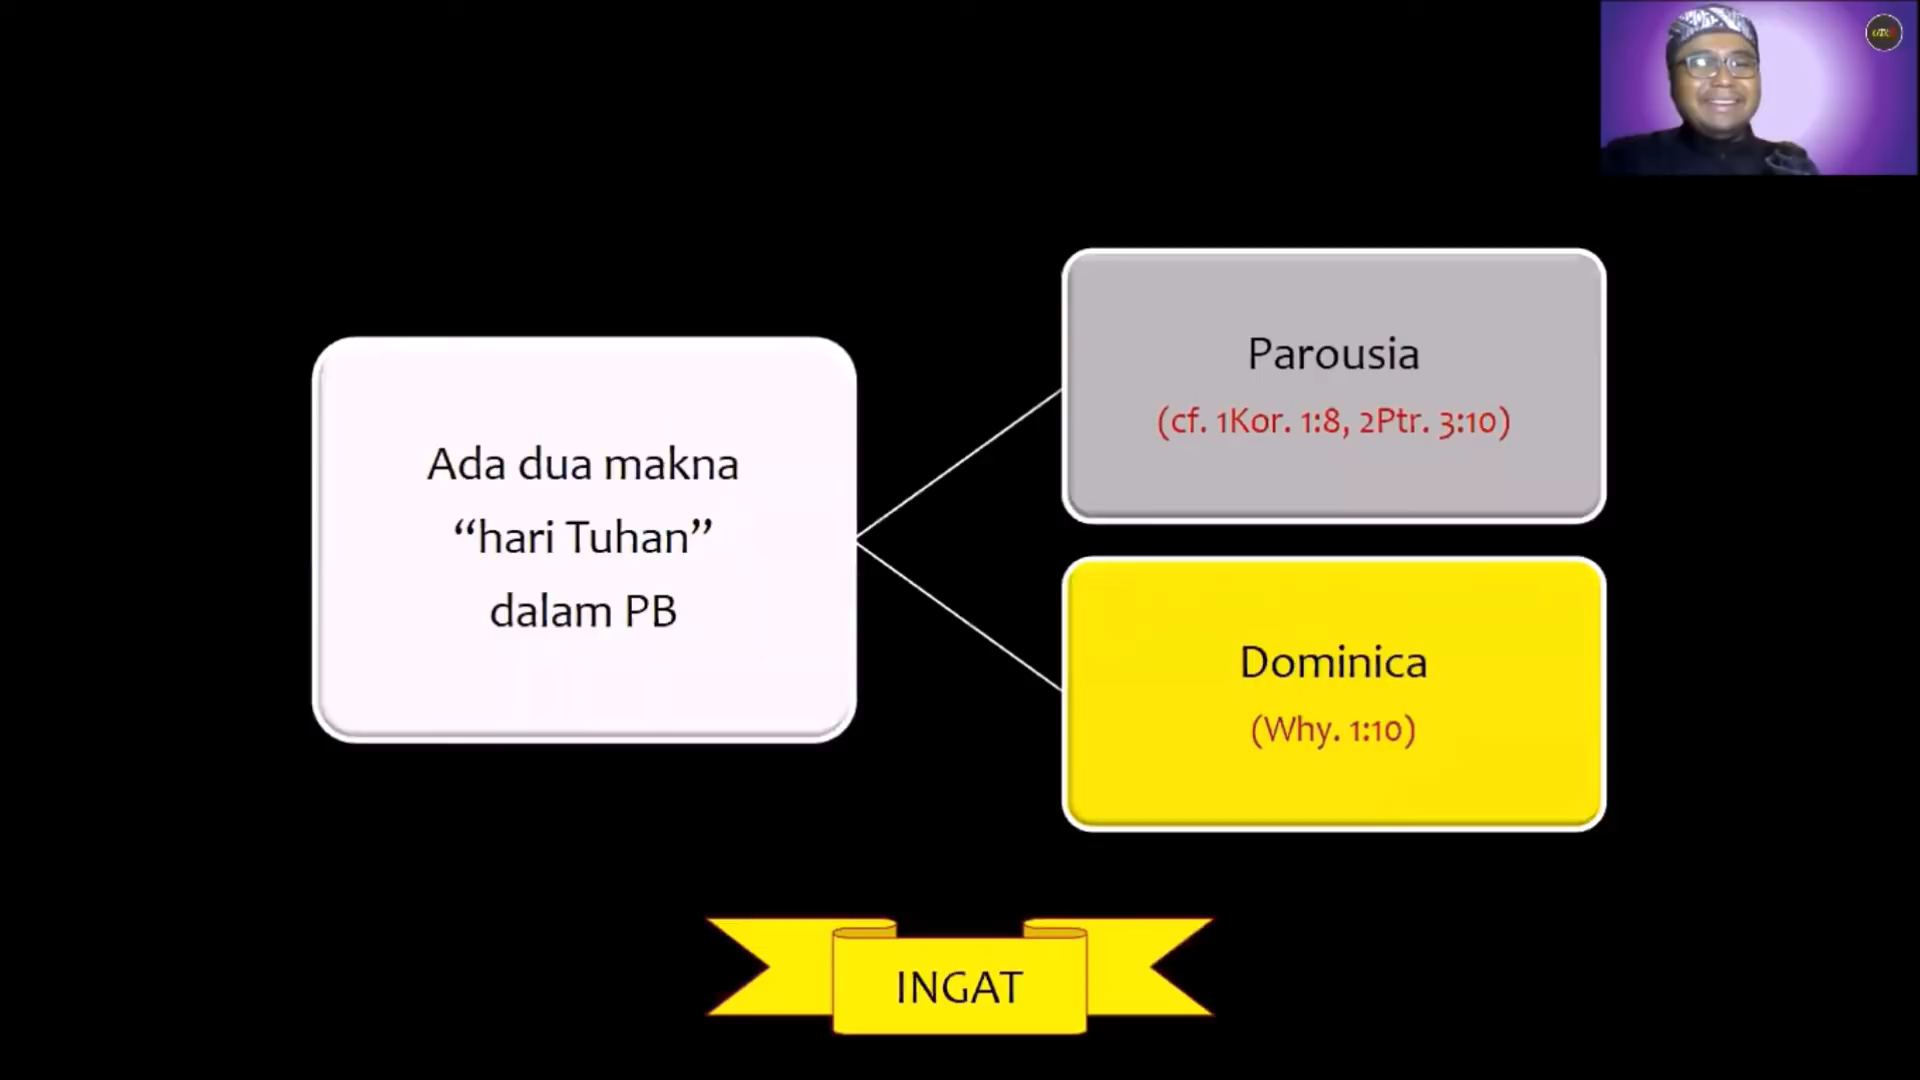 Ada dua makna
“hari Tuhan”
dalam PB
Parousia
(cf. 1Kor. 1:8, 2Ptr. 3:10)
Dominica
(Why. 1:10)
INGAT